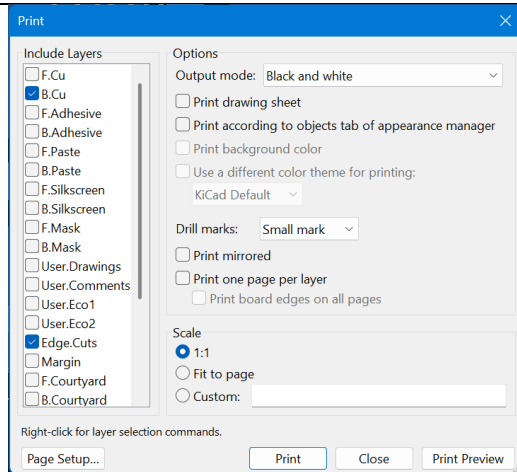 Print
Include Layers
F.Cu
B.Cu
F.Adhesive
B.Adhesive
F.Paste
B.Paste
F.Silkscreen
B.Silkscreen
F.Mask
B.Mask
User.Drawings
User.Comments
User.Eco1
User.Eco2
Edge.Cuts
Margin
F.Courtyard
B.Courtyard
Options
Output mode: Black and white
Print drawing sheet
Print according to objects tab of appearance manager
Print background color
Use a different color theme for printing:
KiCad Default
Drill marks: Small mark
Print mirrored
Print one page per layer
Print board edges on all pages
Scale
1:1
Fit to page
Custom:
Right-click for layer selection commands.
Page Setup... Print Close Print Preview